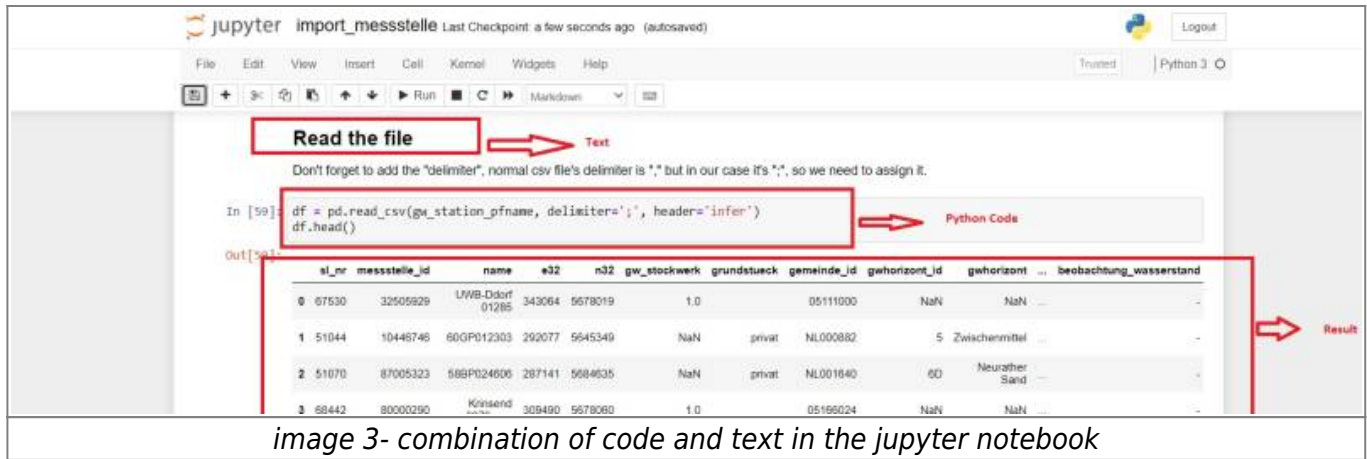 jupyter import_messstelle Last Checkpoint: a few seconds ago (autosaved) Logout
File Edit View Insert Cell Kernel Widgets Help Trusted Python 3
Run Markdown
Read the file Text
Don't forget to add the "delimiter", normal csv file's delimiter is "," but in our case it's ";", so we need to assign it.
In [59]: df = pd.read_csv(gw_station_pfname, delimiter=';', header='infer')
df.head()
Python Code
Out[59]:
sl_nr messstelle_id name e32 n32 gw_stockwerk grundstueck gemeinde_id gwhorizont_id gwhorizont ... beobachtung_wasserstand
0 67530 32505929 UWB-Ddorf 01285 343064 5678019 1.0 05111000 NaN NaN ... -
1 51044 10446746 60GP012303 292077 5645349 NaN privat NL000882 5 Zwischenmittel ... -
2 51070 87005323 58BP024606 287141 5684635 NaN privat NL001640 6D Neurather Sand ... -
3 68442 80000290 Krinsend 309490 5678060 1.0 05166024 NaN NaN ... -
Result
image 3- combination of code and text in the jupyter notebook